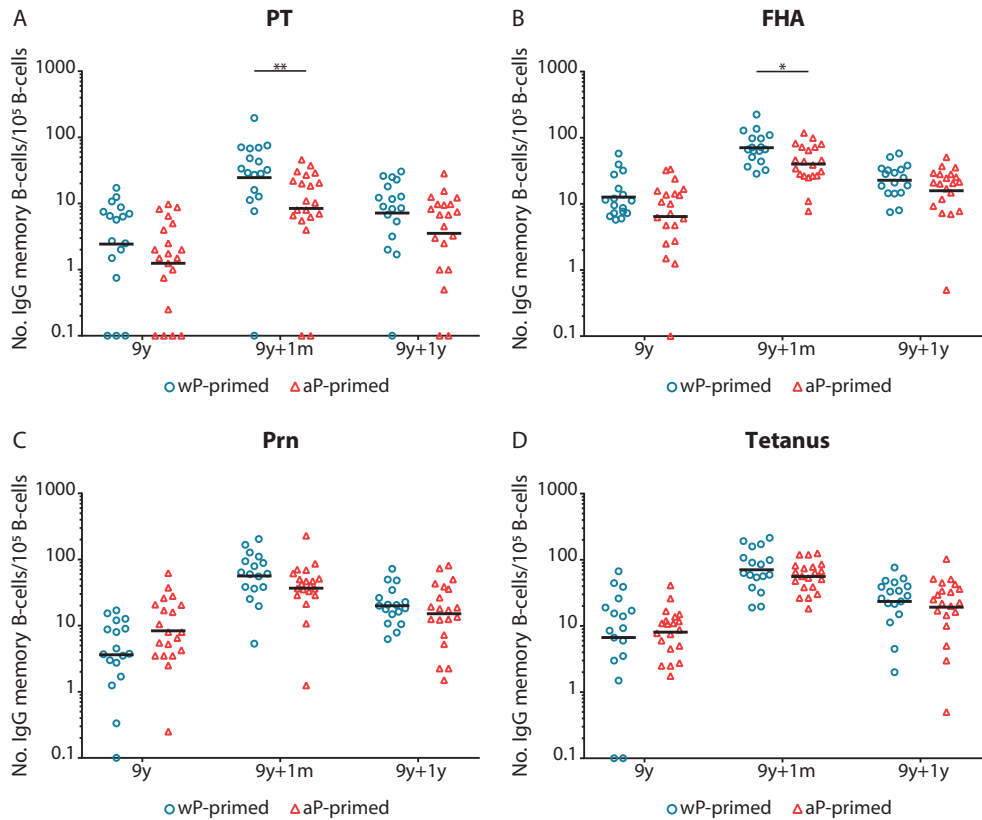 A
PT
No. IgG memory B-cells/10⁵ B-cells
1000
100
10
1
0.1
**
9y
9y+1m
9y+1y
wP-primed
aP-primed
B
FHA
No. IgG memory B-cells/10⁵ B-cells
1000
100
10
1
0.1
*
9y
9y+1m
9y+1y
wP-primed
aP-primed
C
Prn
No. IgG memory B-cells/10⁵ B-cells
1000
100
10
1
0.1
9y
9y+1m
9y+1y
wP-primed
aP-primed
D
Tetanus
No. IgG memory B-cells/10⁵ B-cells
1000
100
10
1
0.1
9y
9y+1m
9y+1y
wP-primed
aP-primed